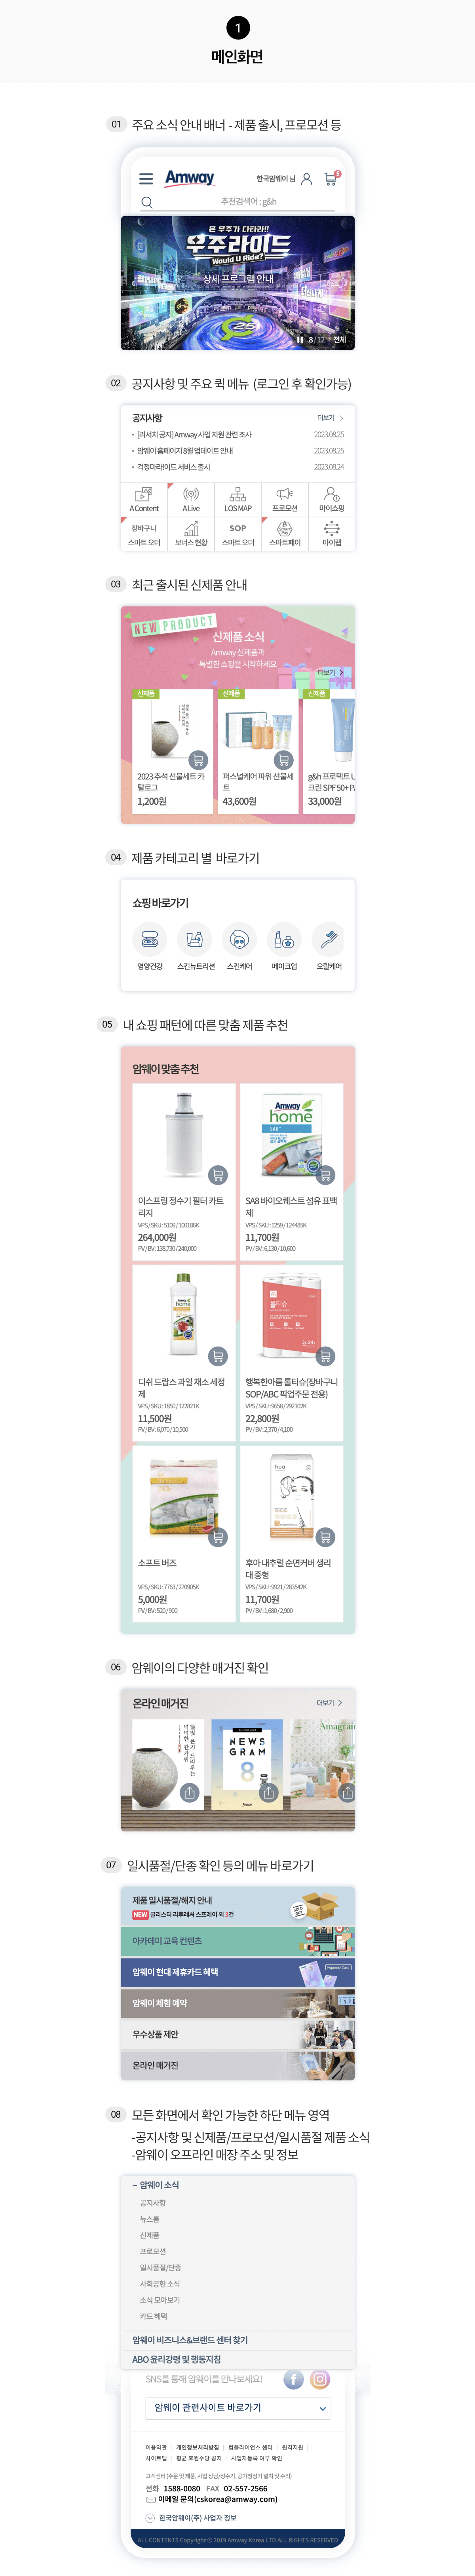 1
메인화면
01 주요 소식 안내 배너 - 제품 출시, 프로모션 등
Amway
한국암웨이 님
5
추천검색어 : g&h
온 우주가 다타라!!
우주라이드
Would U Ride?
상세 프로그램 안내
8 / 12 전체
02 공지사항 및 주요 퀵 메뉴 (로그인 후 확인가능)
공지사항 더보기
• [리서치 공지] Amway 사업 지원 관련 조사 2023.08.25
• 암웨이 홈페이지 8월 업데이트 안내 2023.08.25
• 걱정마라이드 서비스 출시 2023.08.24
A Content A Live LOS MAP 프로모션 마이쇼핑
장바구니 SOP
스마트 오더 보너스 현황 스마트 오더 스마트페이 마이랩
03 최근 출시된 신제품 안내
NEW PRODUCT
신제품 소식
Amway 신제품과
특별한 쇼핑을 시작하세요
더보기
신제품 신제품 신제품
2023 추석 선물세트 카탈로그
1,200원
퍼스널케어 파워 선물세트
43,600원
g&h 프로텍트 U
크린 SPF 50+ P
33,000원
04 제품 카테고리 별 바로가기
쇼핑 바로가기
영양건강 스킨뉴트리션 스킨케어 메이크업 오랄케어
05 내 쇼핑 패턴에 따른 맞춤 제품 추천
암웨이 맞춤 추천
Amway
home
이스프링 정수기 필터 카트
리지
VPS / SKU : 5109 / 100186K
264,000원
PV / BV : 138,730 / 240,000
SA8 바이오퀘스트 섬유 표백
제
VPS / SKU : 1259 / 124485K
11,700원
PV / BV : 6,130 / 10,600
디쉬 드랍스 과일 채소 세정
제
VPS / SKU : 1850 / 122821K
11,500원
PV / BV : 6,070 / 10,500
롤티슈
행복한아름 롤티슈(장바구니
SOP/ABC 픽업주문 전용)
VPS / SKU : 9658 / 292102K
22,800원
PV / BV : 2,370 / 4,100
소프트 버즈
VPS / SKU : 7763 / 270905K
5,000원
PV / BV : 520 / 900
hua
후아 내추럴 순면커버 생리
대 중형
VPS / SKU : 9921 / 283542K
11,700원
PV / BV : 1,680 / 2,900
06 암웨이의 다양한 매거진 확인
온라인 매거진 더보기
NEWS
GRAM
8
Amagram
07 일시품절/단종 확인 등의 메뉴 바로가기
제품 일시품절/해지 안내
NEW 글리스터 리후레셔 스프레이 외 3건
아카데미 교육 컨텐츠
암웨이 현대 제휴카드 혜택
암웨이 체험 예약
우수상품 제안
온라인 매거진
08 모든 화면에서 확인 가능한 하단 메뉴 영역
-공지사항 및 신제품/프로모션/일시품절 제품 소식
-암웨이 오프라인 매장 주소 및 정보
− 암웨이 소식
공지사항
뉴스룸
신제품
프로모션
일시품절/단종
사회공헌 소식
소식 모아보기
카드 혜택
암웨이 비즈니스&브랜드 센터 찾기
ABO 윤리강령 및 행동지침
SNS를 통해 암웨이를 만나보세요!
암웨이 관련사이트 바로가기
이용약관 | 개인정보처리방침 | 컴플라이언스 센터 | 원격지원 |
사이트맵 | 평균 후원수당 공지 | 사업자등록 여부 확인
고객센터 (주문 및 제품, 사업 상담/정수기, 공기청정기 설치 및 수리)
전화 1588-0080 FAX 02-557-2566
이메일 문의(cskorea@amway.com)
한국암웨이(주) 사업자 정보
ALL CONTENTS Copyright © 2019 Amway Korea LTD.ALL RIGHTS RESERVED